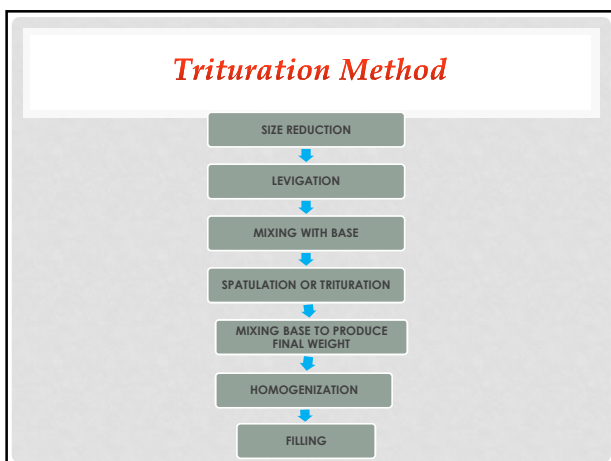 Trituration Method
SIZE REDUCTION
LEVIGATION
MIXING WITH BASE
SPATULATION OR TRITURATION
MIXING BASE TO PRODUCE
FINAL WEIGHT
HOMOGENIZATION
FILLING